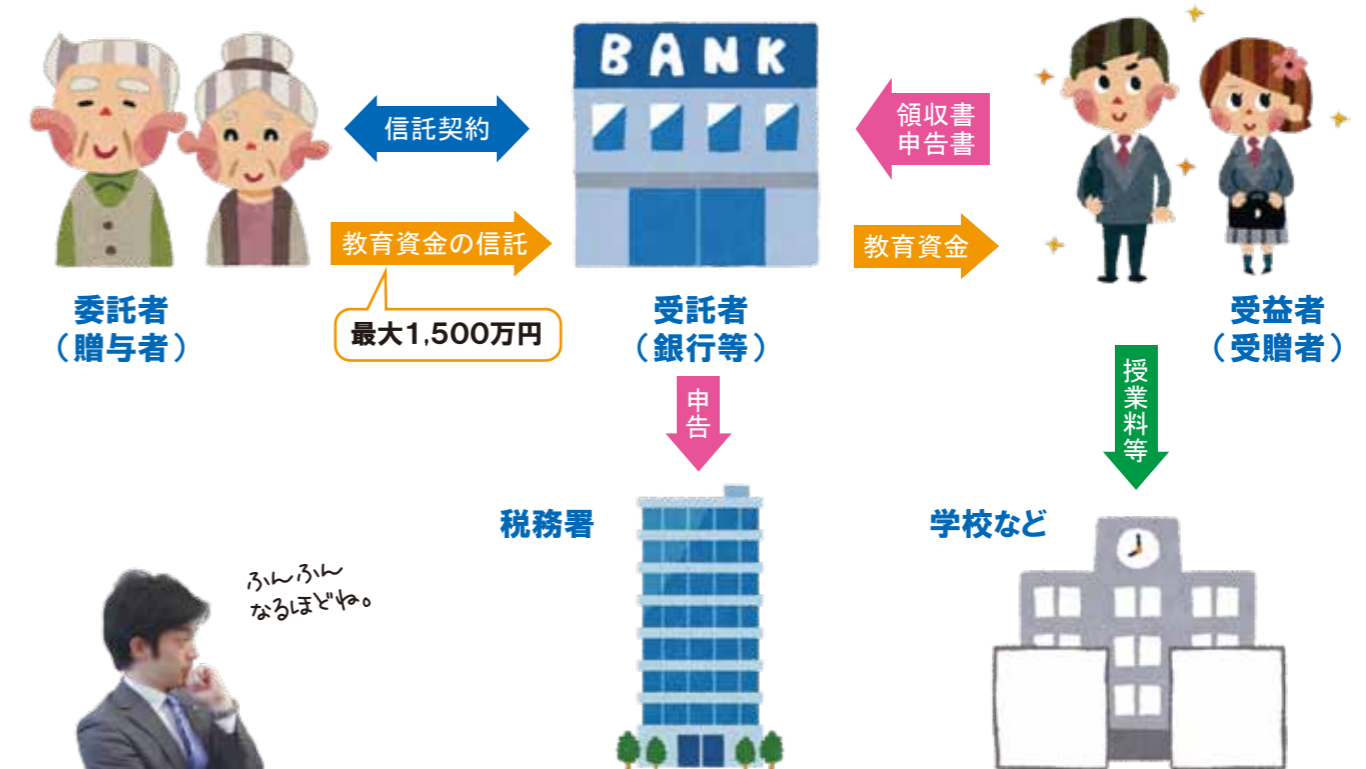 BANK
信託契約
領収書
申告書
教育資金の信託
教育資金
最大1,500万円
委託者
（贈与者）
受託者
（銀行等）
受益者
（受贈者）
申告
授業料等
税務署
学校など
ふんふん
なるほどね。